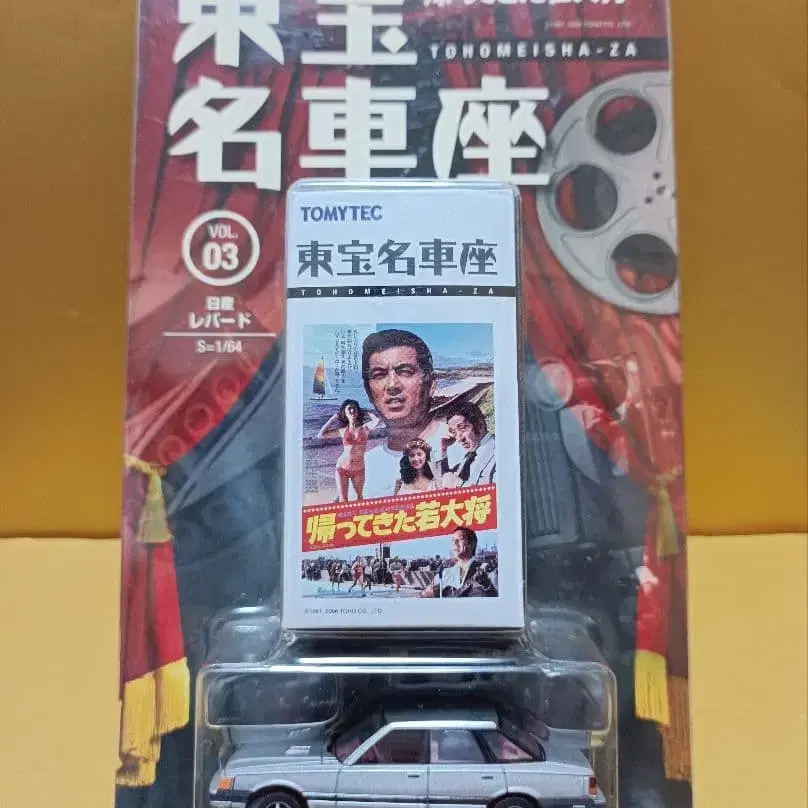 東宝
TOHOMEISHA-ZA
名車座
VOL.
03
日産
レパード
S=1/64
TOMYTEC
東宝名車座
TOHOMEISHA-ZA
帰ってきた若大将